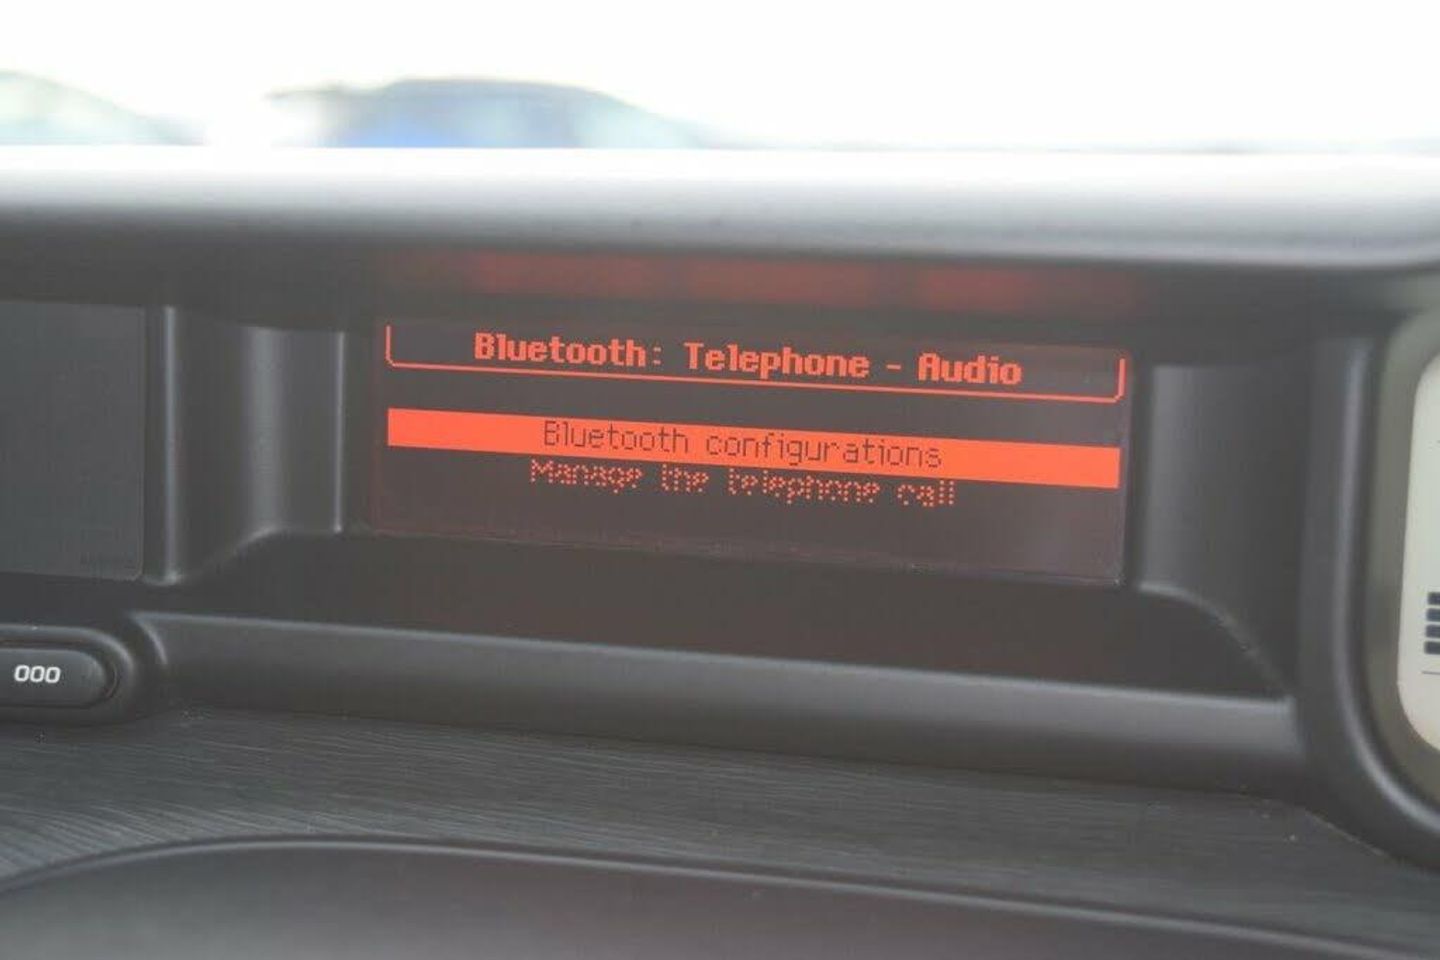 Bluetooth: Telephone - Audio
Bluetooth configurations
Manage the telephone call
000